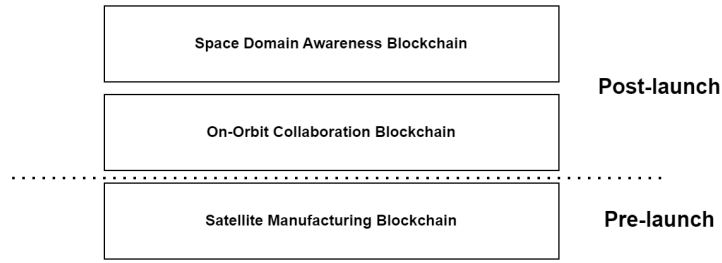 Space Domain Awareness Blockchain
Post-launch
On-Orbit Collaboration Blockchain
Satellite Manufacturing Blockchain
Pre-launch